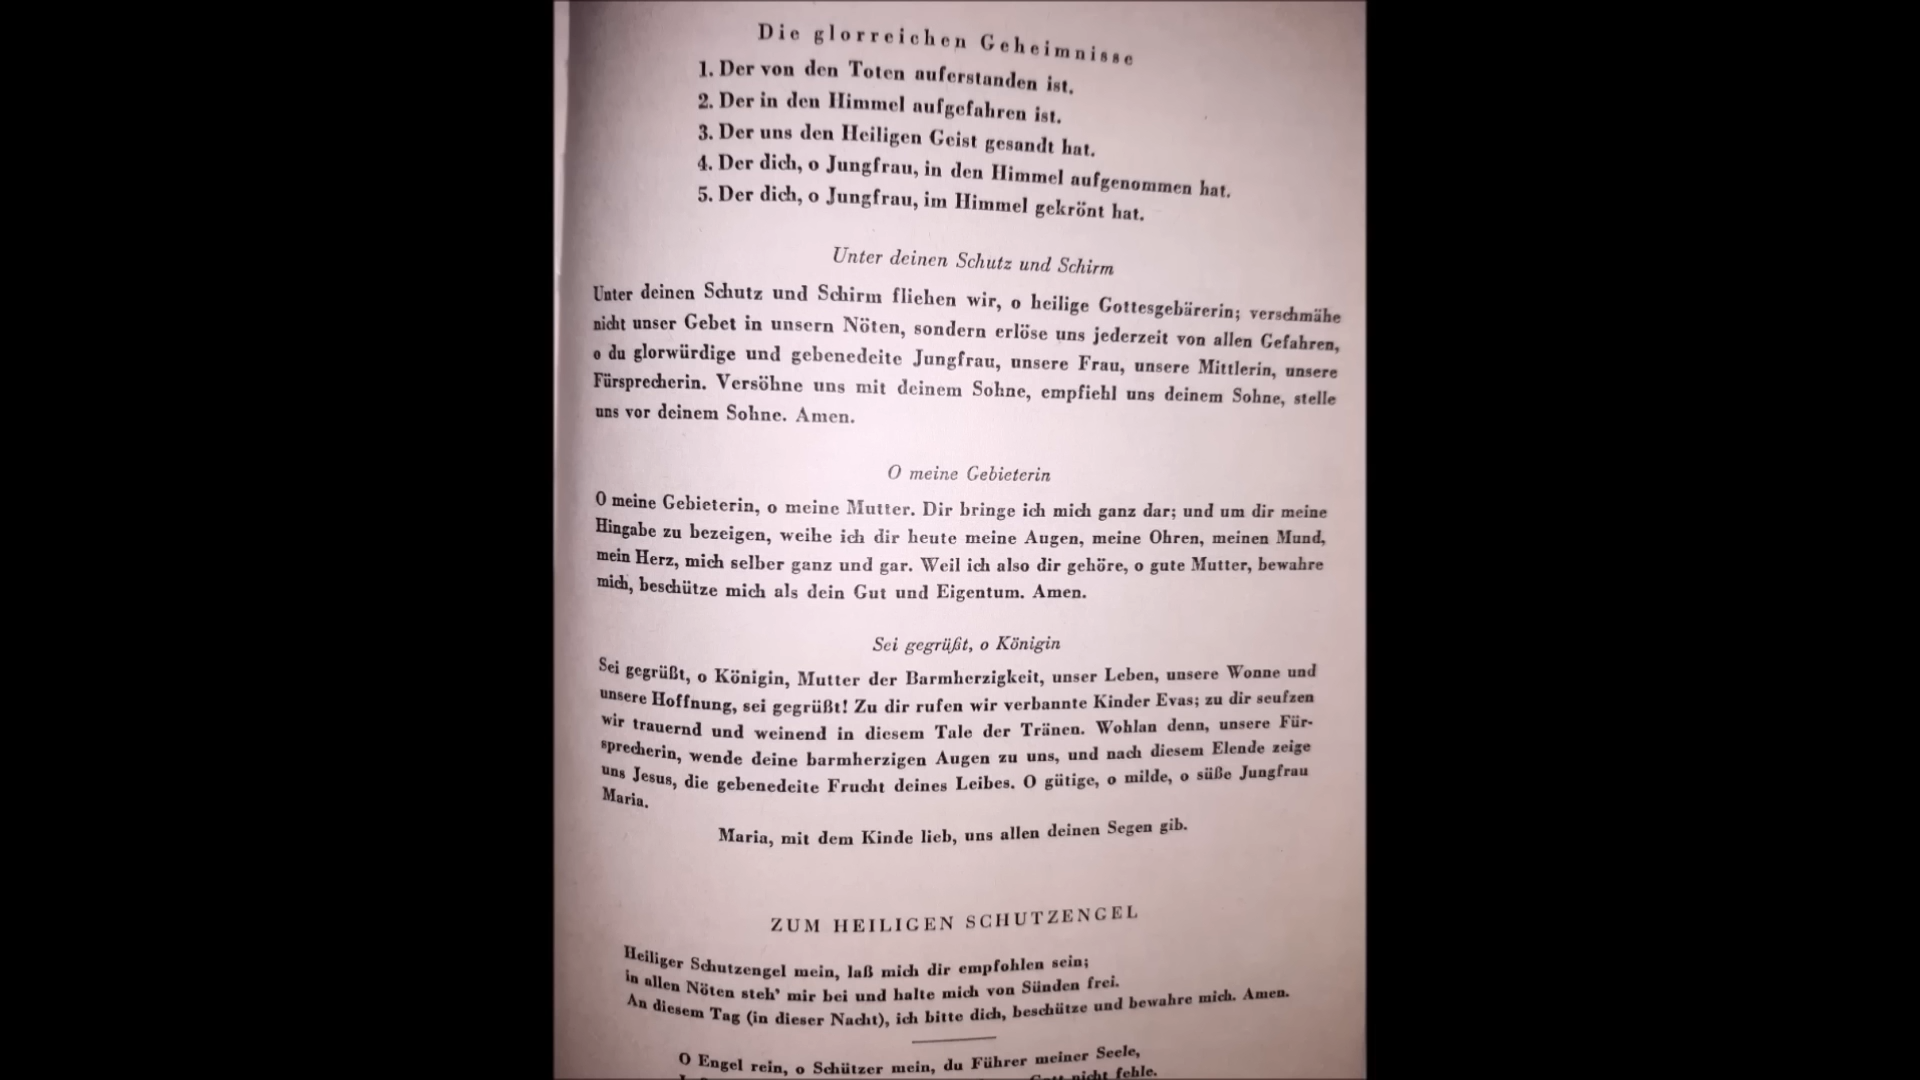 Die glorreichen Geheimnisse
1. Der von den Toten auferstanden ist.
2. Der in den Himmel aufgefahren ist.
3. Der uns den Heiligen Geist gesandt hat.
4. Der dich, o Jungfrau, in den Himmel aufgenommen hat.
5. Der dich, o Jungfrau, im Himmel gekrönt hat.
Unter deinen Schutz und Schirm
Unter deinen Schutz und Schirm fliehen wir, o heilige Gottesgebärerin; verschmähe
nicht unser Gebet in unsern Nöten, sondern erlöse uns jederzeit von allen Gefahren,
o du glorwürdige und gebenedeite Jungfrau, unsere Frau, unsere Mittlerin, unsere
Fürsprecherin. Versöhne uns mit deinem Sohne, empfiehl uns deinem Sohne, stelle
uns vor deinem Sohne. Amen.
O meine Gebieterin
O meine Gebieterin, o meine Mutter. Dir bringe ich mich ganz dar; und um dir meine
Hingabe zu bezeigen, weihe ich dir heute meine Augen, meine Ohren, meinen Mund,
mein Herz, mich selber ganz und gar. Weil ich also dir gehöre, o gute Mutter, bewahre
mich, beschütze mich als dein Gut und Eigentum. Amen.
Sei gegrüßt, o Königin
Sei gegrüßt, o Königin, Mutter der Barmherzigkeit, unser Leben, unsere Wonne und
unsere Hoffnung, sei gegrüßt! Zu dir rufen wir verbannte Kinder Evas; zu dir seufzen
wir trauernd und weinend in diesem Tale der Tränen. Wohlan denn, unsere Für-
sprecherin, wende deine barmherzigen Augen zu uns, und nach diesem Elende zeige
uns Jesus, die gebenedeite Frucht deines Leibes. O gütige, o milde, o süße Jungfrau
Maria.
Maria, mit dem Kinde lieb, uns allen deinen Segen gib.
ZUM HEILIGEN SCHUTZENGEL
Heiliger Schutzengel mein, laß mich dir empfohlen sein;
in allen Nöten steh' mir bei und halte mich von Sünden frei.
An diesem Tag (in dieser Nacht), ich bitte dich, beschütze und bewahre mich. Amen.
O Engel rein, o Schützer mein, du Führer meiner Seele,
nicht fehle.